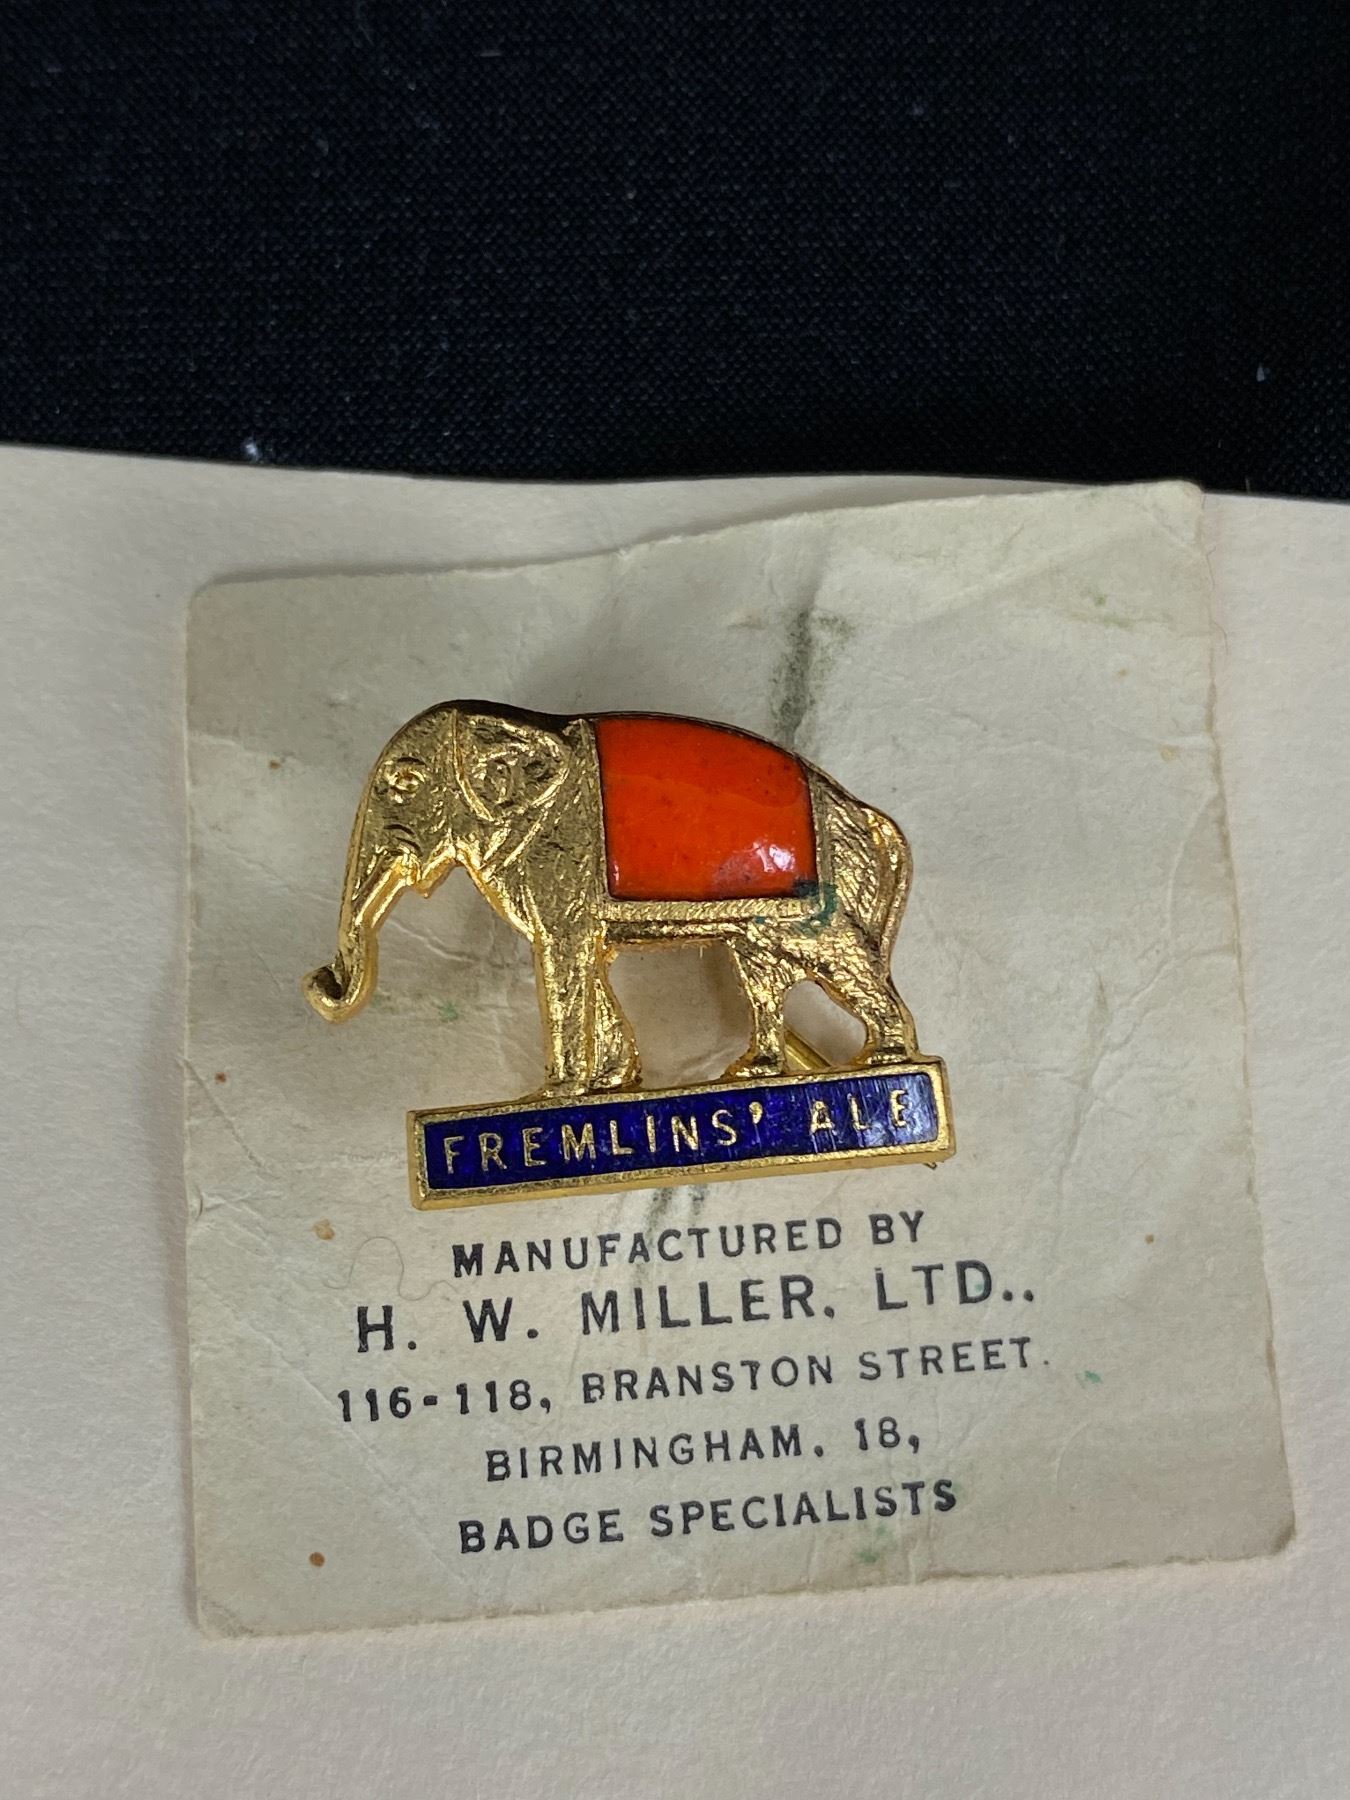 FREMLINS' ALE
MANUFACTURED BY
H. W. MILLER. LTD..
116-118, BRANSTON STREET.
BIRMINGHAM. 18,
BADGE SPECIALISTS